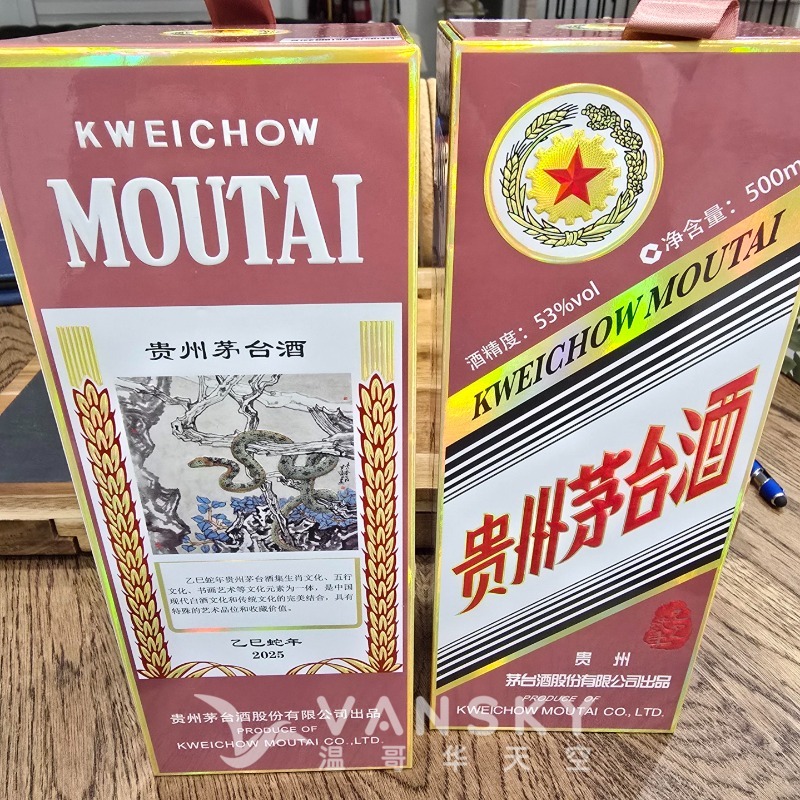 KWEICHOW
MOUTAI
贵州茅台酒
乙巳蛇年贵州茅台酒集生肖文化、五行
文化、书画艺术等文化元素为一体，是中国
现代白酒文化和传统文化的完美结合，具有
特殊的艺术品位和收藏价值。
乙巳蛇年
2025
贵州茅台酒股份有限公司出品
PRODUCE OF
KWEICHOW MOUTAI CO.,LTD.
净含量：500m
酒精度：53%vol
KWEICHOW MOUTAI
贵州茅台酒
贵 州
茅台酒股份有限公司出品
PRODUCE OF
KWEICHOW MOUTAI CO., LTD.
VANSKY
温哥华天空